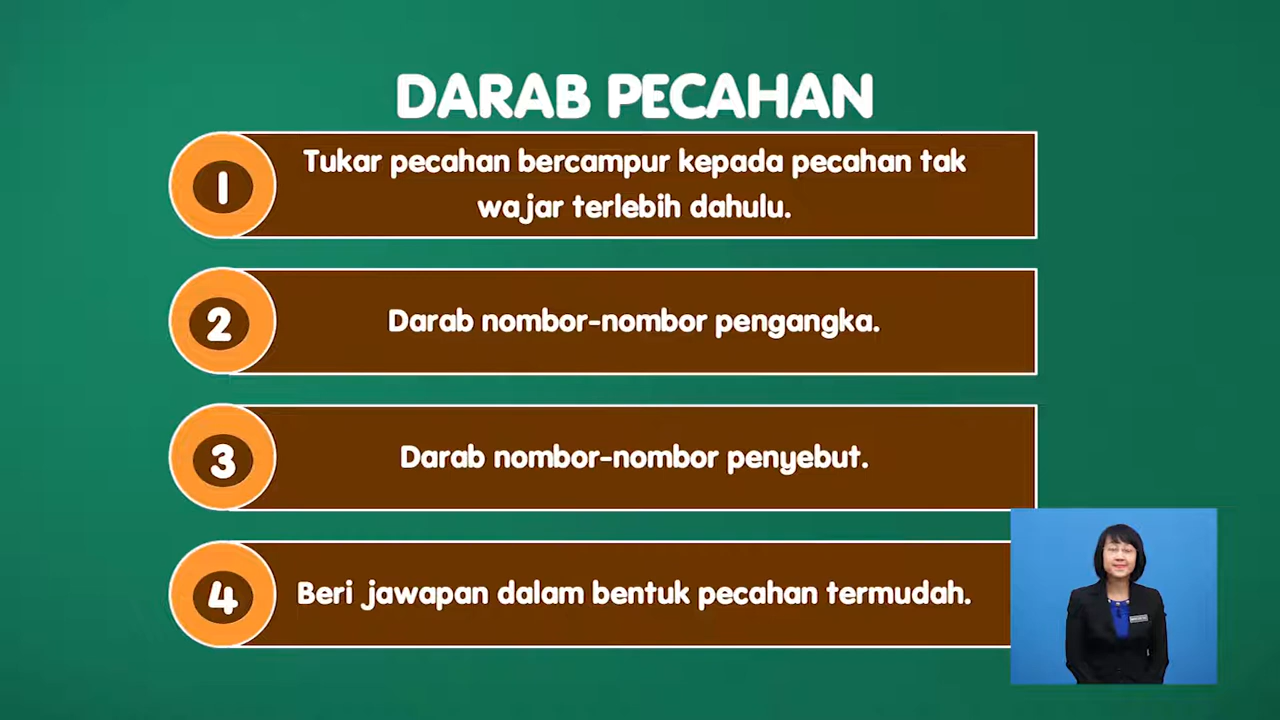 DARAB PECAHAN
1
Tukar pecahan bercampur kepada pecahan tak
wajar terlebih dahulu.
2
Darab nombor-nombor pengangka.
3
Darab nombor-nombor penyebut.
4
Beri jawapan dalam bentuk pecahan termudah.